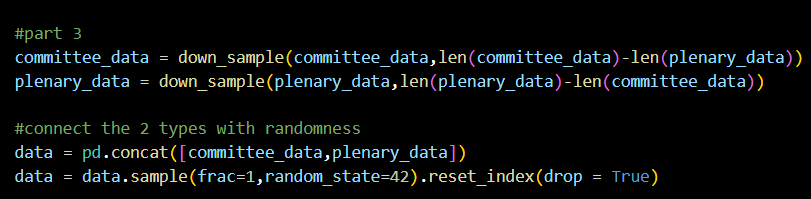 #part 3
committee_data = down_sample(committee_data,len(committee_data)-len(plenary_data))
plenary_data = down_sample(plenary_data,len(plenary_data)-len(committee_data))
#connect the 2 types with randomness
data = pd.concat([committee_data,plenary_data])
data = data.sample(frac=1,random_state=42).reset_index(drop = True)